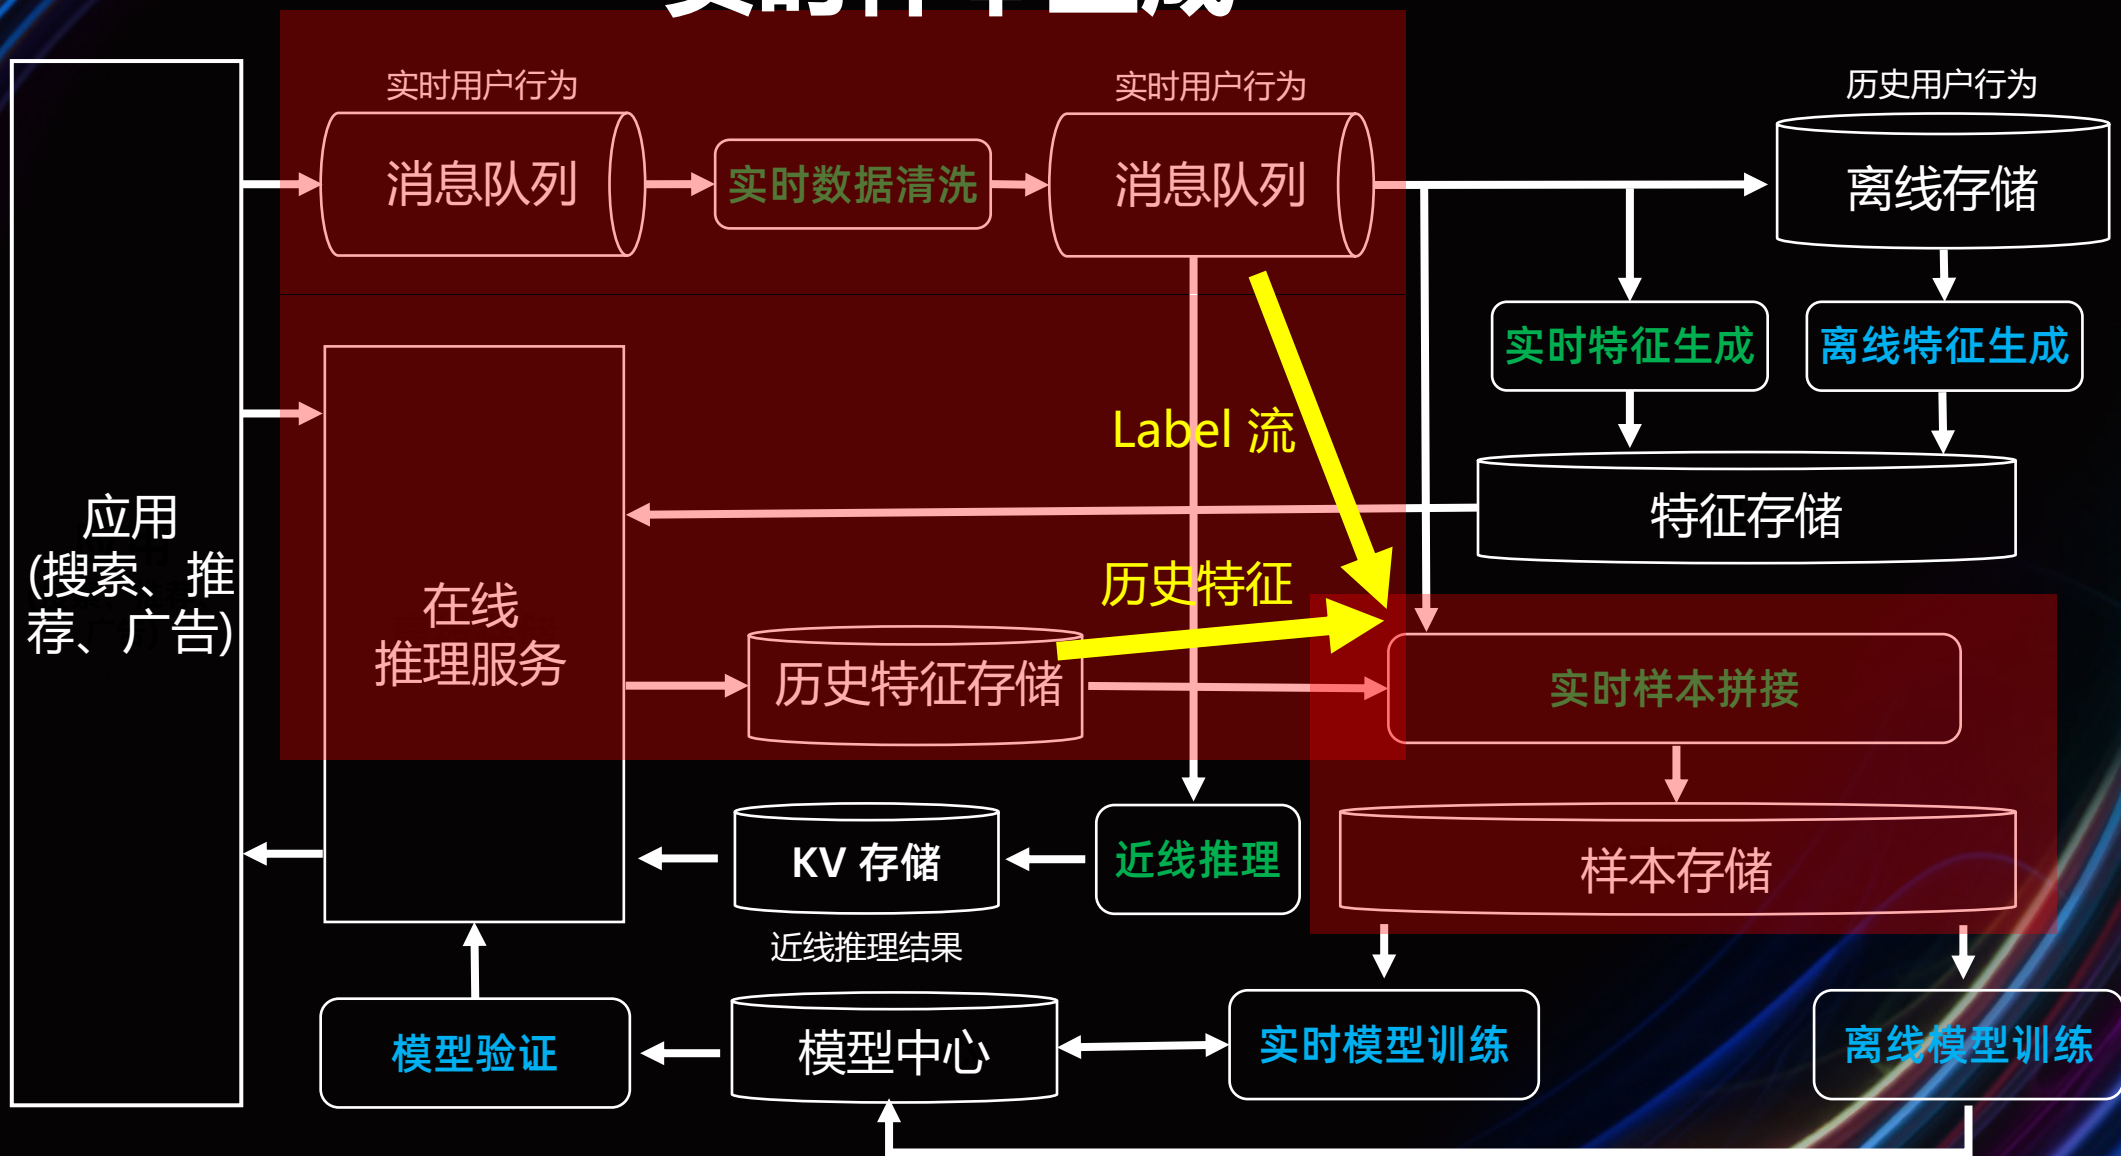 实时用户行为
实时用户行为
历史用户行为
消息队列
实时数据清洗
消息队列
离线存储
实时特征生成
离线特征生成
Label 流
特征存储
应用
(搜索、推
荐、广告)
历史特征
在线
推理服务
历史特征存储
实时样本拼接
KV 存储
近线推理
样本存储
近线推理结果
模型验证
模型中心
实时模型训练
离线模型训练